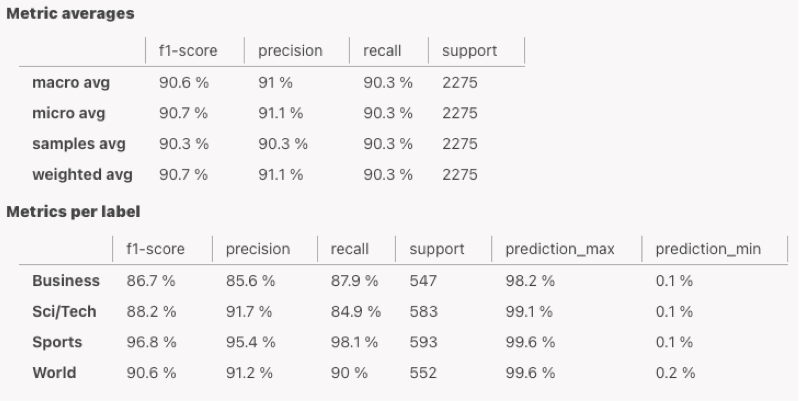 Metric averages
f1-score precision recall support
macro avg 90.6 % 91 % 90.3 % 2275
micro avg 90.7 % 91.1 % 90.3 % 2275
samples avg 90.3 % 90.3 % 90.3 % 2275
weighted avg 90.7 % 91.1 % 90.3 % 2275
Metrics per label
f1-score precision recall support prediction_max prediction_min
Business 86.7 % 85.6 % 87.9 % 547 98.2 % 0.1 %
Sci/Tech 88.2 % 91.7 % 84.9 % 583 99.1 % 0.1 %
Sports 96.8 % 95.4 % 98.1 % 593 99.6 % 0.1 %
World 90.6 % 91.2 % 90 % 552 99.6 % 0.2 %